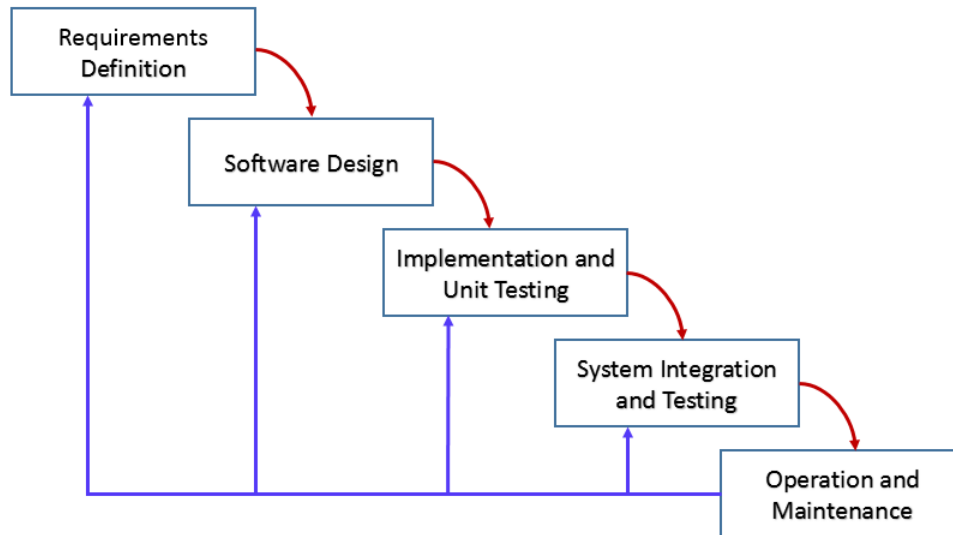 Requirements
Definition
Software Design
Implementation and
Unit Testing
System Integration
and Testing
Operation and
Maintenance